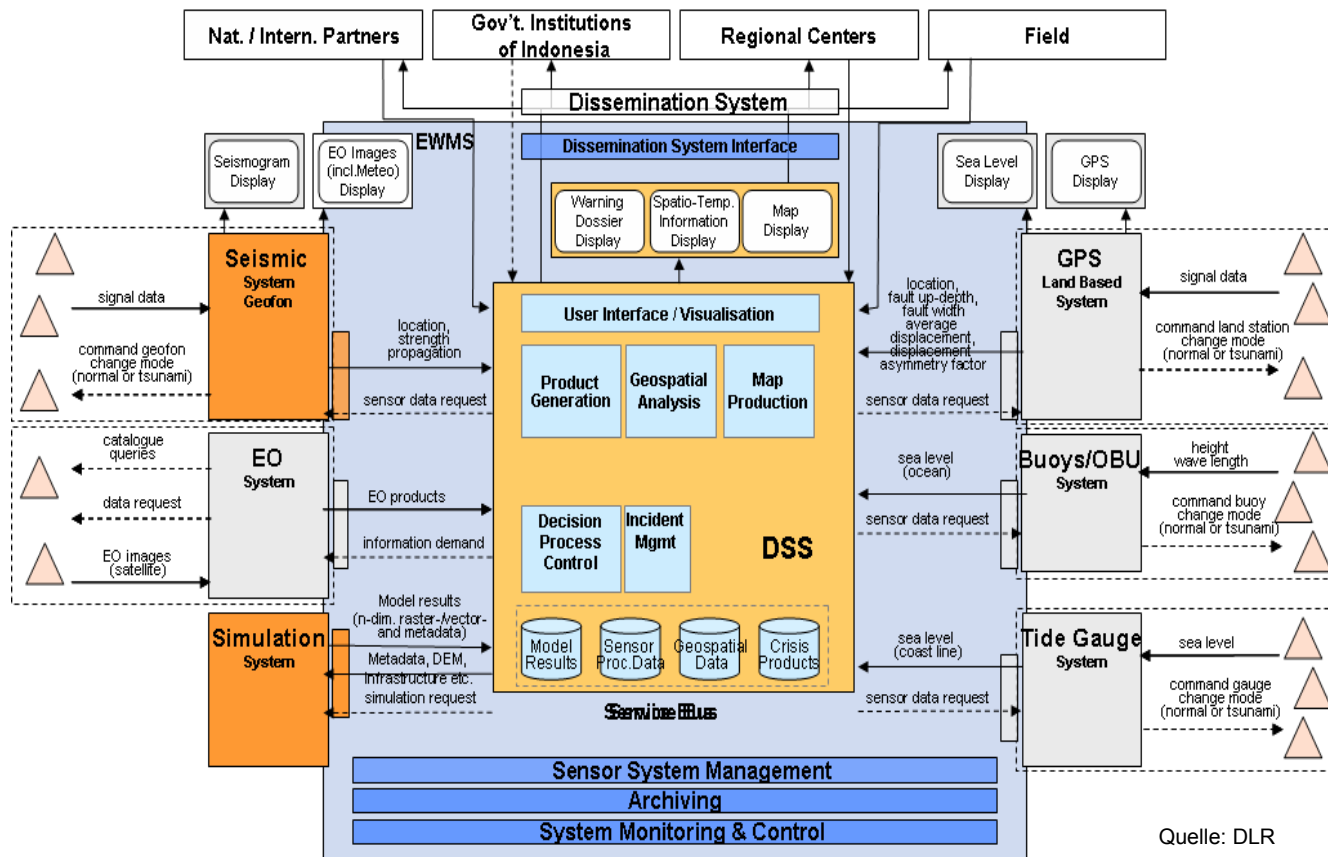 Nat. / Intern. Partners
Gov't. Institutions
of Indonesia
Regional Centers
Field
Dissemination System
EWMS
Dissemination System Interface
Seismogram
Display
EO Images
(incl.Meteo)
Display
Sea Level
Display
GPS
Display
Warning
Dossier
Display
Spatio-Temp.
Information
Display
Map
Display
Seismic
System
Geofon
signal data
command geofon
change mode
(normal or tsunami)
location,
strength
propagation
sensor data request
EO
System
catalogue
queries
data request
EO images
(satellite)
EO products
information demand
Simulation
System
Model results
(n-dim. raster-/vector-
and metadata)
Metadata, DEM,
infrastructure etc.
simulation request
User Interface / Visualisation
Product
Generation
Geospatial
Analysis
Map
Production
Decision
Process
Control
Incident
Mgmt
DSS
Model
Results
Sensor
Proc.Data
Geospatial
Data
Crisis
Products
Service Bus
location,
fault up-depth,
fault width
average
displacement,
displacement
asymmetry factor
sensor data request
GPS
Land Based
System
signal data
command land station
change mode
(normal or tsunami)
sea level
(ocean)
sensor data request
Buoys/OBU
System
height
wave length
command buoy
change mode
(normal or tsunami)
sea level
(coast line)
sensor data request
Tide Gauge
System
sea level
command gauge
change mode
(normal or tsunami)
Sensor System Management
Archiving
System Monitoring & Control
Quelle: DLR